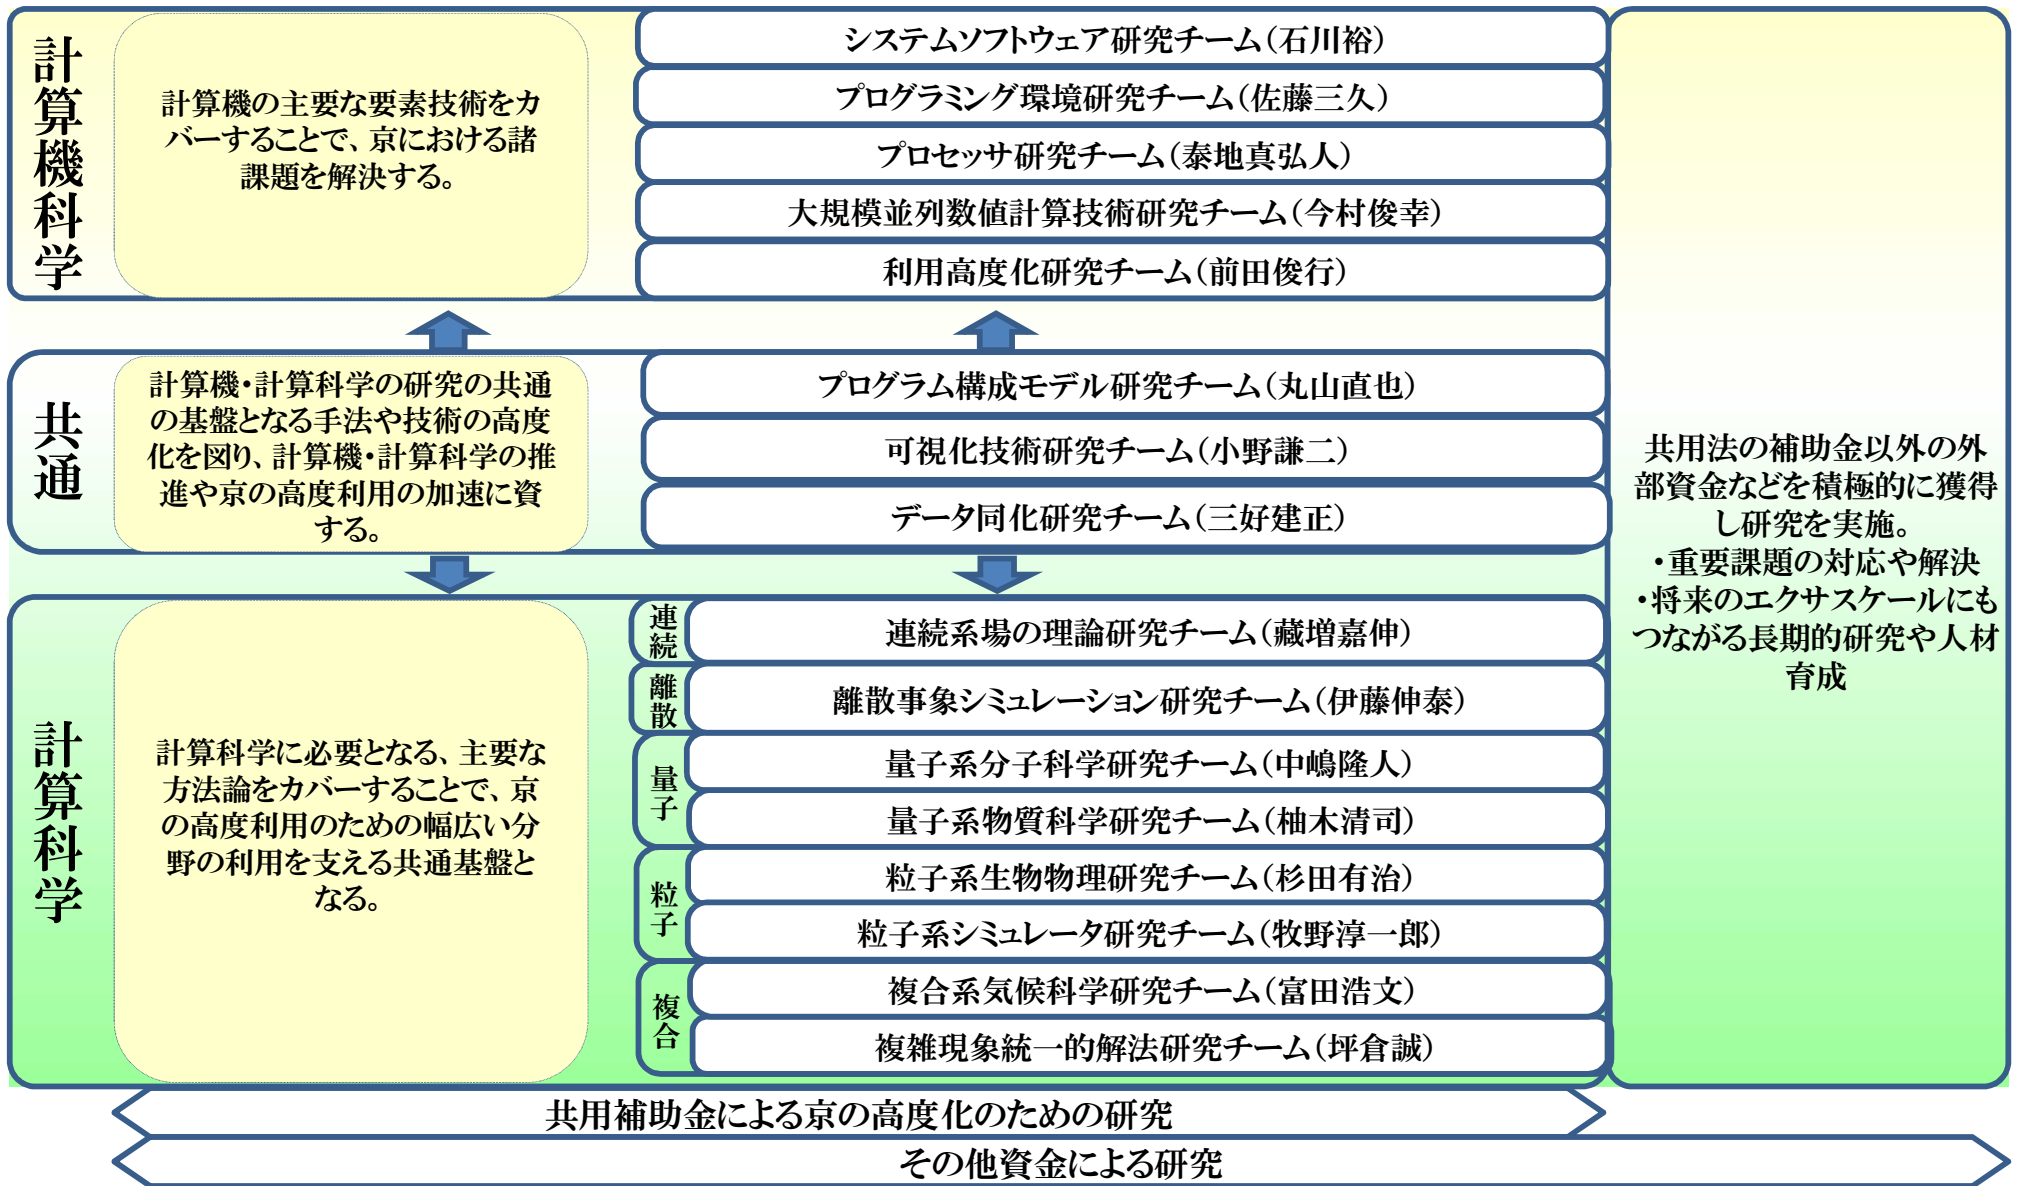 計算機科学
計算機の主要な要素技術をカ
バーすることで、京における諸
課題を解決する。
システムソフトウェア研究チーム（石川裕）
プログラミング環境研究チーム（佐藤三久）
プロセッサ研究チーム（泰地真弘人）
大規模並列数値計算技術研究チーム（今村俊幸）
利用高度化研究チーム（前田俊行）
共通
計算機・計算科学の研究の共通
の基盤となる手法や技術の高度
化を図り、計算機・計算科学の推
進や京の高度利用の加速に資
する。
プログラム構成モデル研究チーム（丸山直也）
可視化技術研究チーム（小野謙二）
データ同化研究チーム（三好建正）
計算科学
計算科学に必要となる、主要な
方法論をカバーすることで、京
の高度利用のための幅広い分
野の利用を支える共通基盤と
なる。
連続
連続系場の理論研究チーム（藏増嘉伸）
離散
離散事象シミュレーション研究チーム（伊藤伸泰）
量子
量子系分子科学研究チーム（中嶋隆人）
量子系物質科学研究チーム（柚木清司）
粒子
粒子系生物物理研究チーム（杉田有治）
粒子系シミュレータ研究チーム（牧野淳一郎）
複合
複合系気候科学研究チーム（富田浩文）
複雑現象統一的解法研究チーム（坪倉誠）
共用法の補助金以外の外
部資金などを積極的に獲得
し研究を実施。
・重要課題の対応や解決
・将来のエクサスケールにも
つながる長期的研究や人材
育成
共用補助金による京の高度化のための研究
その他資金による研究